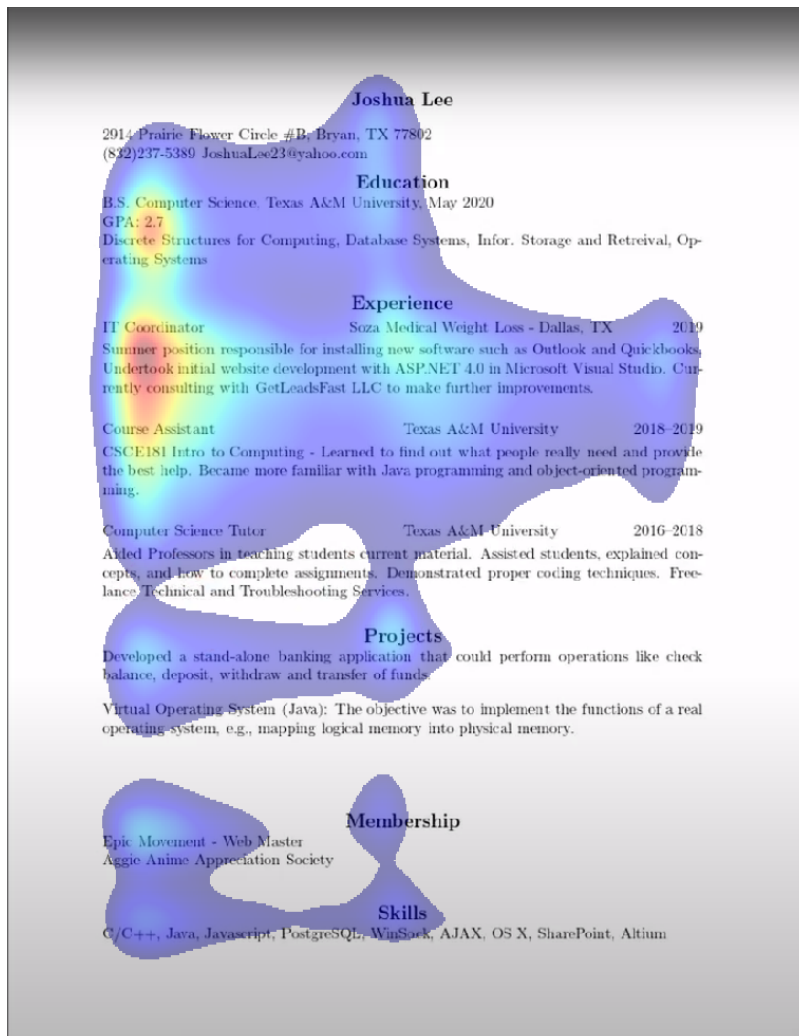 Joshua Lee
2914 Prairie Flower Circle #B, Bryan, TX 77802
(832)237-5389 JoshuaLee23@yahoo.com
Education
B.S. Computer Science, Texas A&M University, May 2020
GPA: 2.7
Discrete Structures for Computing, Database Systems, Infor. Storage and Retreival, Op-
erating Systems
Experience
IT Coordinator Soza Medical Weight Loss - Dallas, TX 2019
Summer position responsible for installing new software such as Outlook and Quickbooks.
Undertook initial website development with ASP.NET 4.0 in Microsoft Visual Studio. Cur-
rently consulting with GetLeadsFast LLC to make further improvements.
Course Assistant Texas A&M University 2018–2019
CSCE181 Intro to Computing - Learned to find out what people really need and provide
the best help. Became more familiar with Java programming and object-oriented program-
ming.
Computer Science Tutor Texas A&M University 2016–2018
Aided Professors in teaching students current material. Assisted students, explained con-
cepts, and how to complete assignments. Demonstrated proper coding techniques. Free-
lance Technical and Troubleshooting Services.
Projects
Developed a stand-alone banking application that could perform operations like check
balance, deposit, withdraw and transfer of funds.
Virtual Operating System (Java): The objective was to implement the functions of a real
operating system, e.g., mapping logical memory into physical memory.
Membership
Epic Movement - Web Master
Aggie Anime Appreciation Society
Skills
C/C++, Java, Javascript, PostgreSQL, WinSock, AJAX, OS X, SharePoint, Altium